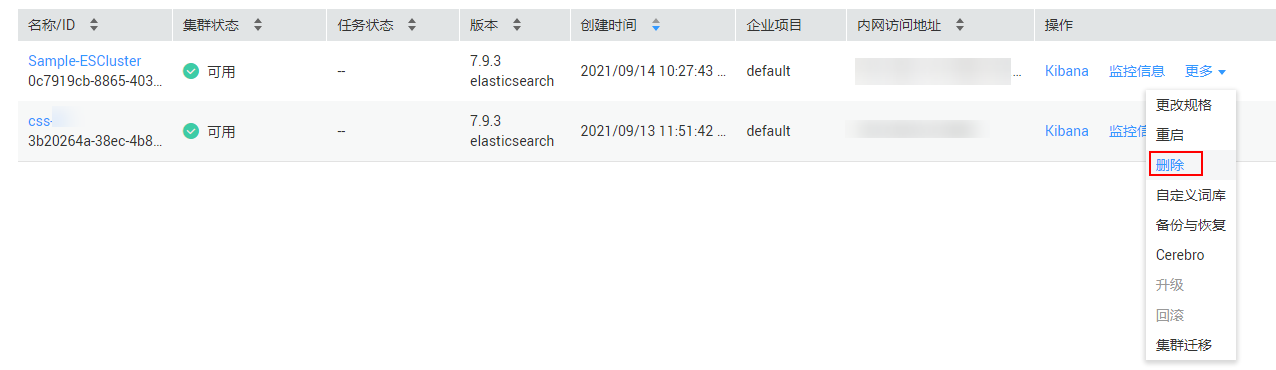 名称/ID 集群状态 任务状态 版本 创建时间 企业项目 内网访问地址 操作
Sample-ESCluster
0c7919cb-8865-403...
可用 -- 7.9.3
elasticsearch
2021/09/14 10:27:43 ... default ... Kibana 监控信息 更多
css-
3b20264a-38ec-4b8...
可用 -- 7.9.3
elasticsearch
2021/09/13 11:51:42 ... default Kibana 监控信
更改规格
重启
删除
自定义词库
备份与恢复
Cerebro
升级
回滚
集群迁移